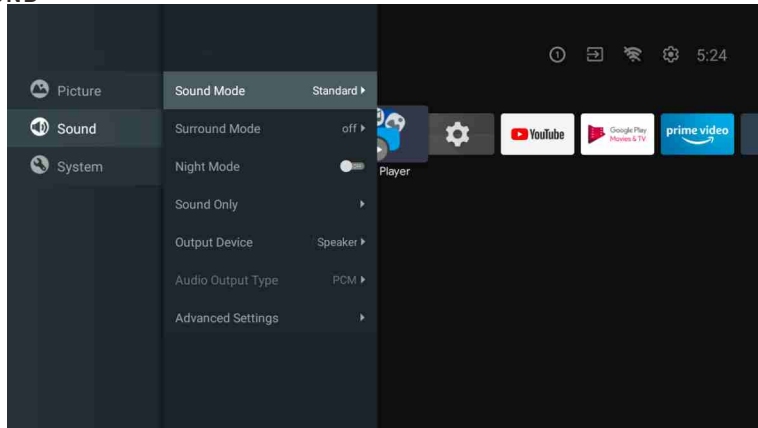 5:24
Picture
Sound
System
Sound Mode Standard
Surround Mode off
Night Mode
Sound Only
Output Device Speaker
Audio Output Type PCM
Advanced Settings
Player
YouTube
Google Play
Movies & TV
prime video